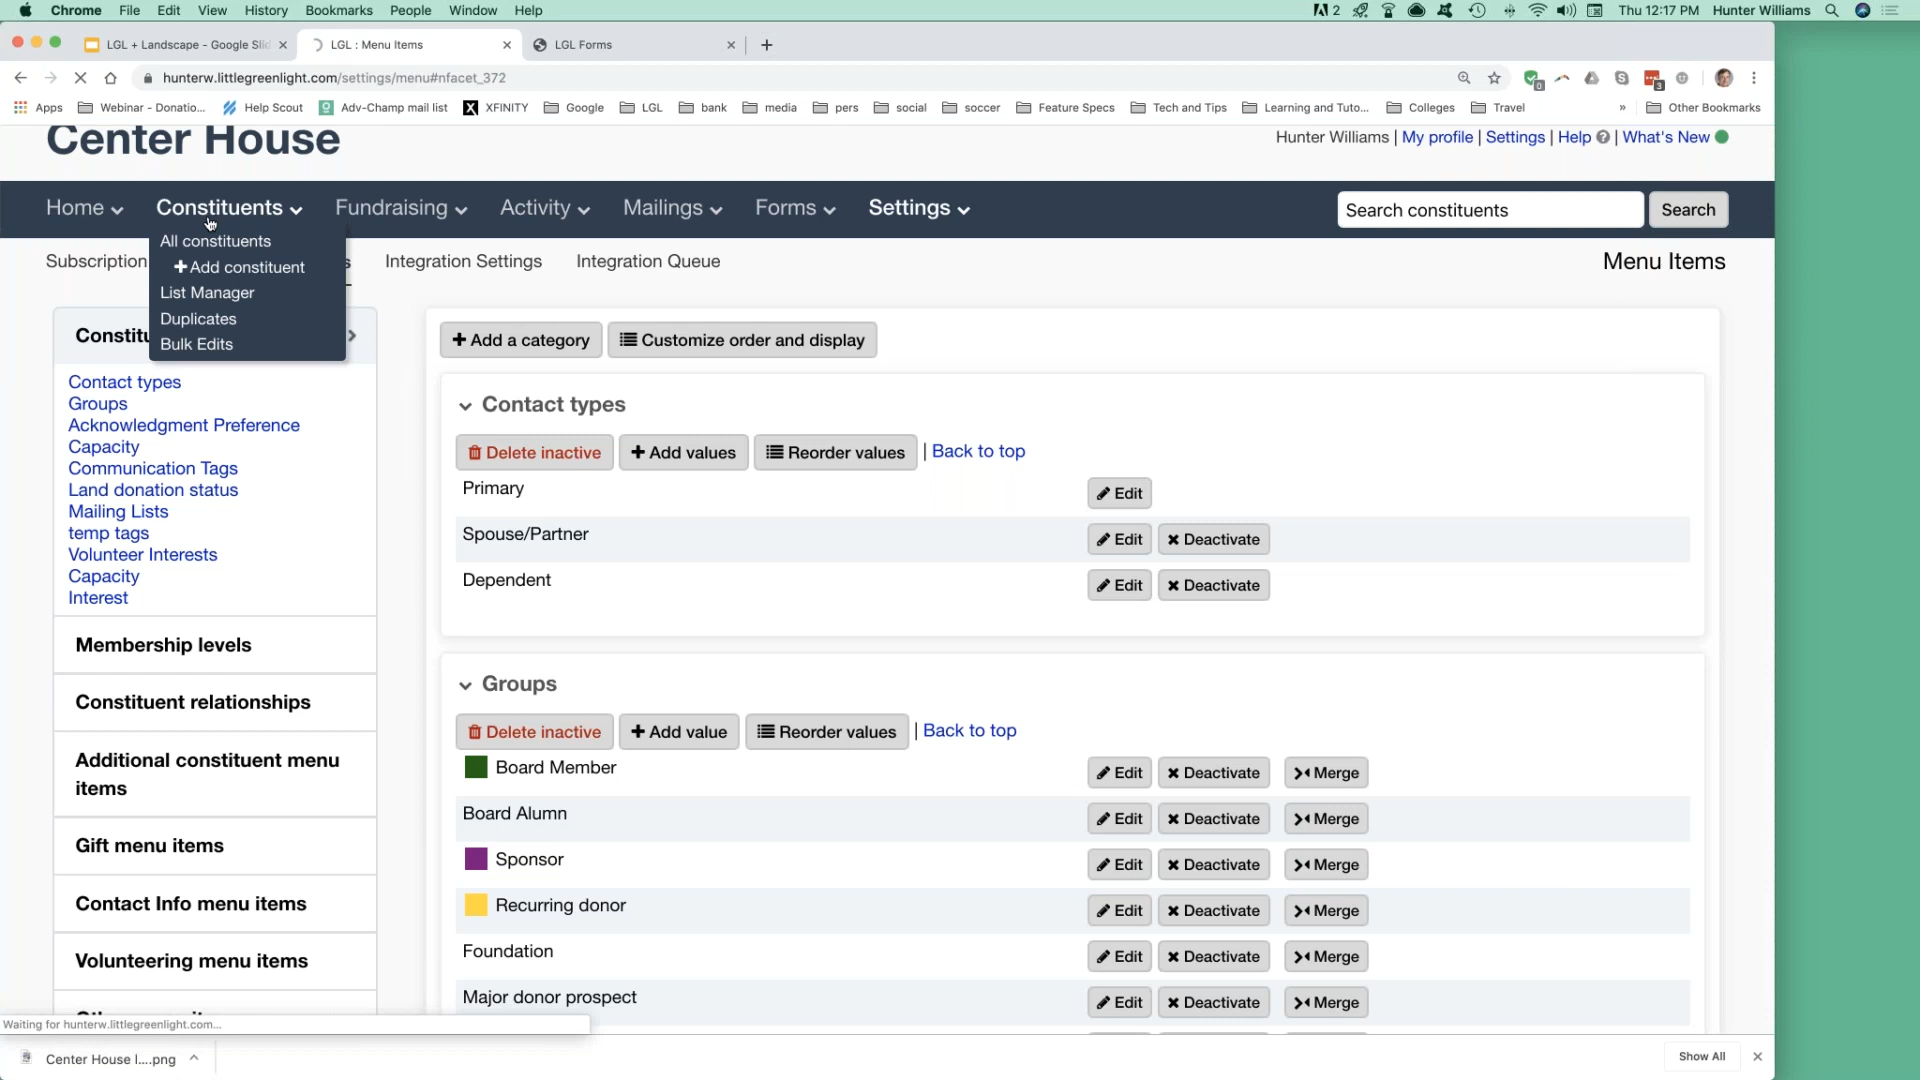 Chrome File Edit View History Bookmarks People Window Help 2 Thu 12:17 PM Hunter Williams
LGL + Landscape - Google Slid LGL : Menu Items LGL Forms
hunterw.littlegreenlight.com/settings/menu#nfacet_372
Apps Webinar - Donatio... Help Scout Adv-Champ mail list XFINITY Google LGL bank media pers social soccer Feature Specs Tech and Tips Learning and Tuto... Colleges Travel » Other Bookmarks
Center House
Hunter Williams | My profile | Settings | Help | What's New
Home Constituents Fundraising Activity Mailings Forms Settings Search constituents Search
All constituents
Add constituent
List Manager
Duplicates
Bulk Edits
Subscription s Integration Settings Integration Queue Menu Items
Constitu
Contact types
Groups
Acknowledgment Preference
Capacity
Communication Tags
Land donation status
Mailing Lists
temp tags
Volunteer Interests
Capacity
Interest
Membership levels
Constituent relationships
Additional constituent menu
items
Gift menu items
Contact Info menu items
Volunteering menu items
Add a category Customize order and display
Contact types
Delete inactive Add values Reorder values | Back to top
Primary Edit
Spouse/Partner Edit Deactivate
Dependent Edit Deactivate
Groups
Delete inactive Add value Reorder values | Back to top
Board Member Edit Deactivate Merge
Board Alumn Edit Deactivate Merge
Sponsor Edit Deactivate Merge
Recurring donor Edit Deactivate Merge
Foundation Edit Deactivate Merge
Major donor prospect Edit Deactivate Merge
Waiting for hunterw.littlegreenlight.com...
Center House l....png Show All